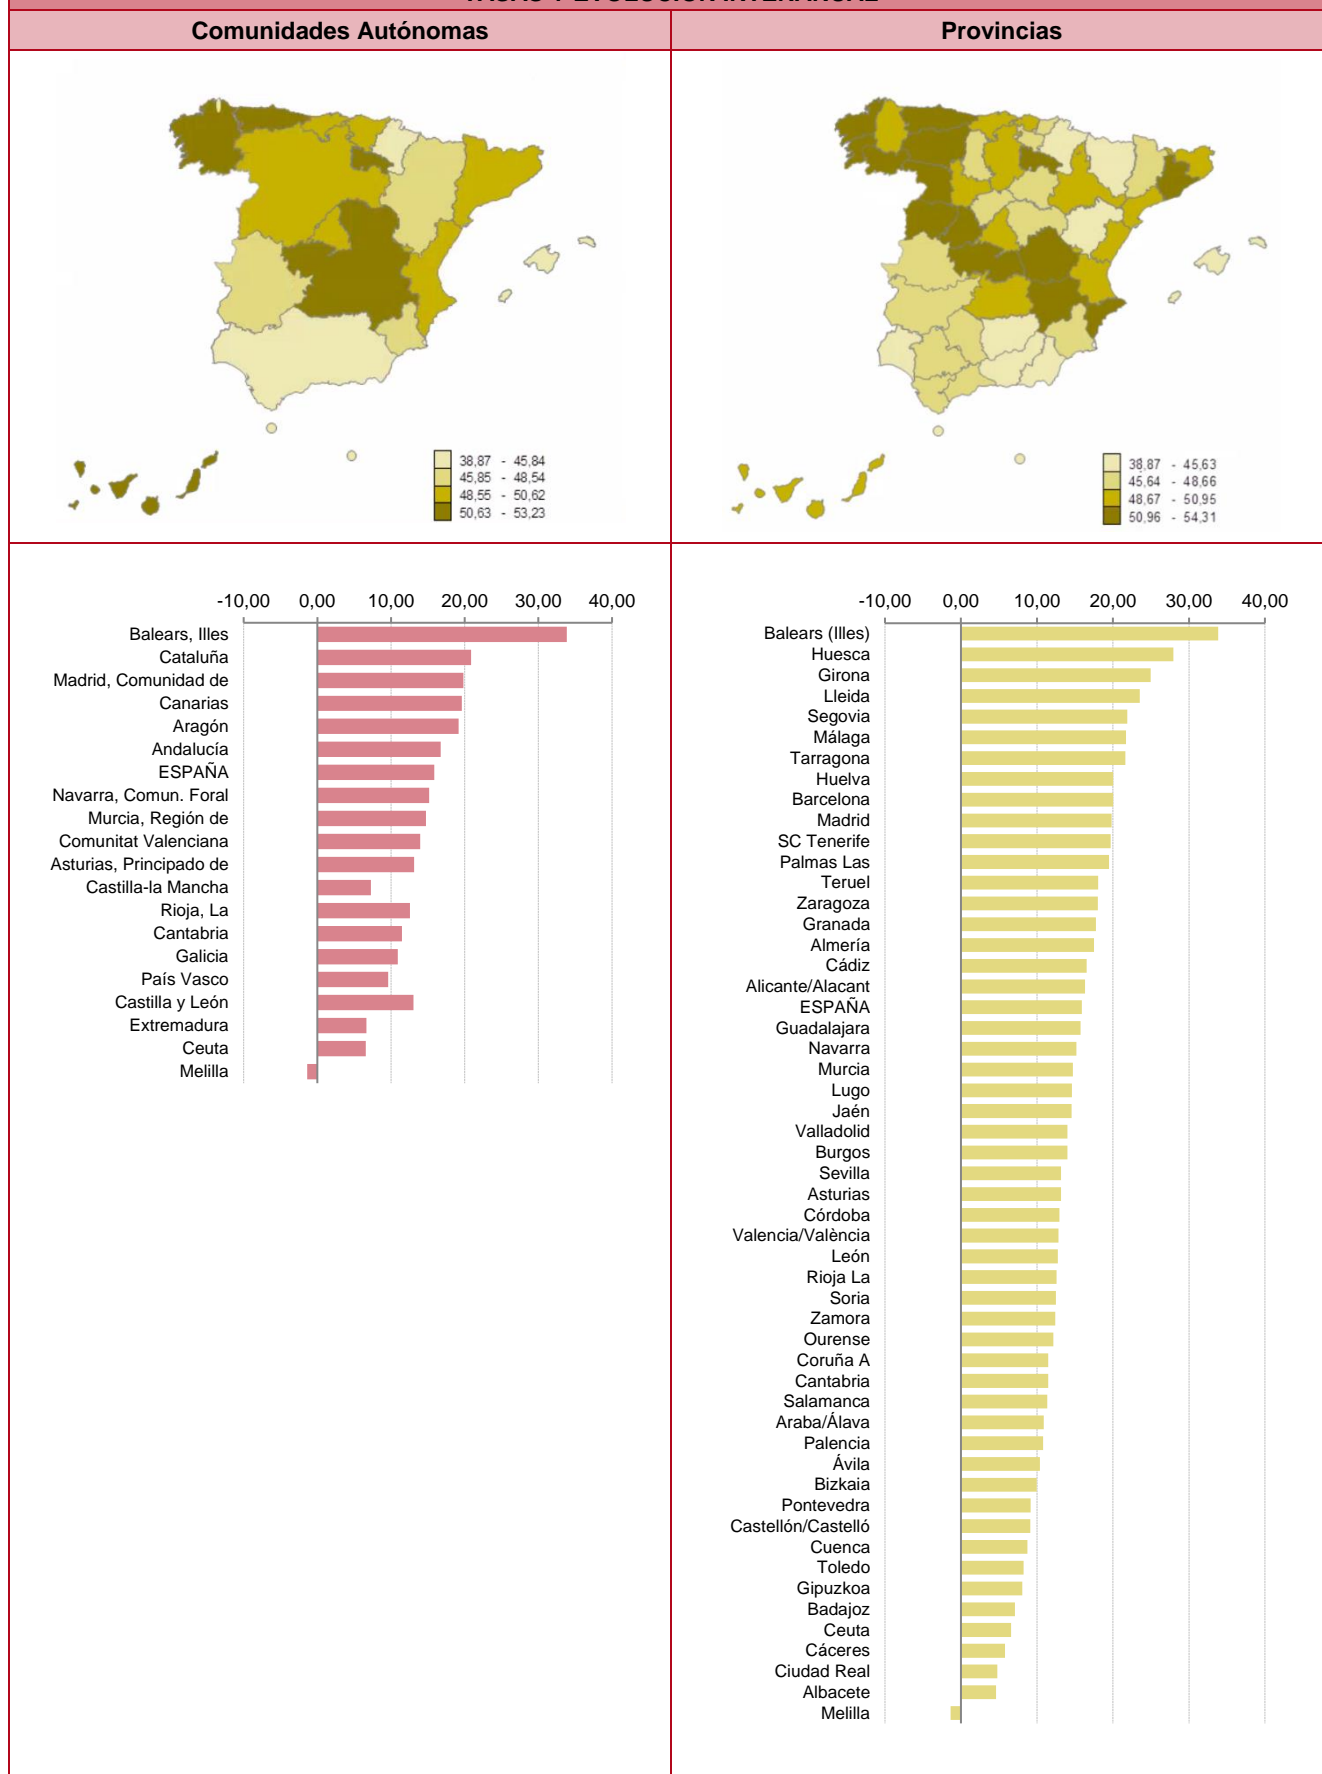 Comunidades Autónomas
Provincias
38,87 - 45,84
45,85 - 48,54
48,55 - 50,62
50,63 - 53,23
38,87 - 45,63
45,64 - 48,66
48,67 - 50,95
50,96 - 54,31
-10,00 0,00 10,00 20,00 30,00 40,00
Balears, Illes
Cataluña
Madrid, Comunidad de
Canarias
Aragón
Andalucía
ESPAÑA
Navarra, Comun. Foral
Murcia, Región de
Comunitat Valenciana
Asturias, Principado de
Castilla-la Mancha
Rioja, La
Cantabria
Galicia
País Vasco
Castilla y León
Extremadura
Ceuta
Melilla
-10,00 0,00 10,00 20,00 30,00 40,00
Balears (Illes)
Huesca
Girona
Lleida
Segovia
Málaga
Tarragona
Huelva
Barcelona
Madrid
SC Tenerife
Palmas Las
Teruel
Zaragoza
Granada
Almería
Cádiz
Alicante/Alacant
ESPAÑA
Guadalajara
Navarra
Murcia
Lugo
Jaén
Valladolid
Burgos
Sevilla
Asturias
Córdoba
Valencia/València
León
Rioja La
Soria
Zamora
Ourense
Coruña A
Cantabria
Salamanca
Araba/Álava
Palencia
Ávila
Bizkaia
Pontevedra
Castellón/Castelló
Cuenca
Toledo
Gipuzkoa
Badajoz
Ceuta
Cáceres
Ciudad Real
Albacete
Melilla